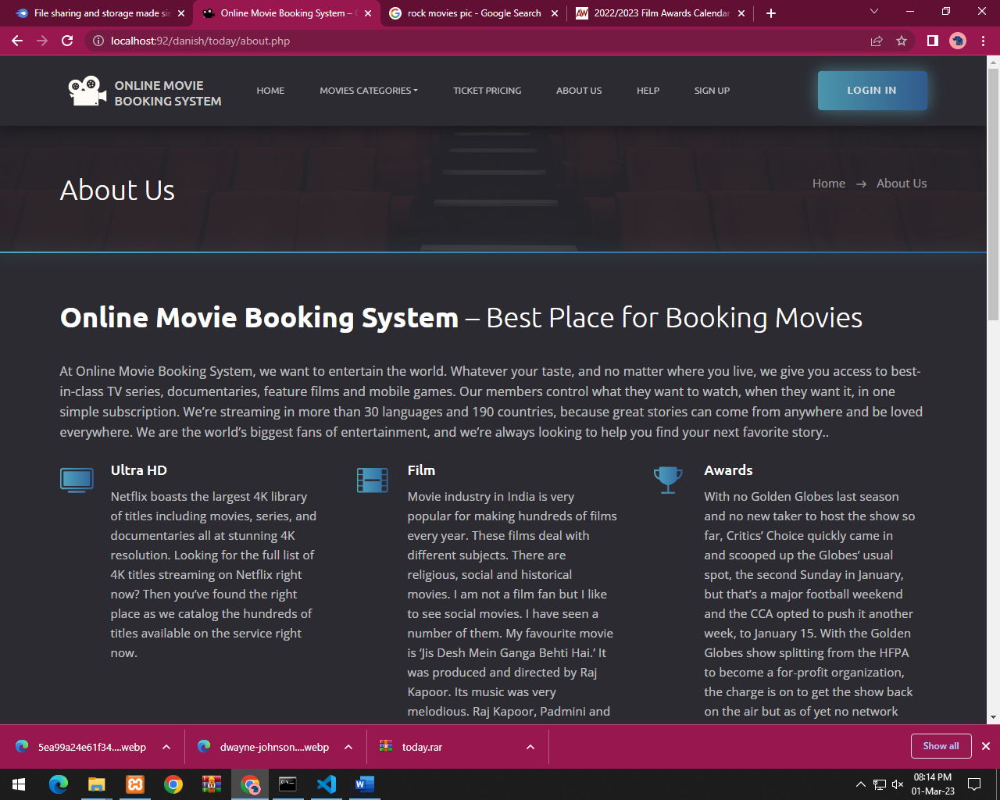 File sharing and storage made sin
Online Movie Booking System – O
rock movies pic - Google Search
2022/2023 Film Awards Calendar
localhost:92/danish/today/about.php
ONLINE MOVIE
BOOKING SYSTEM
HOME
MOVIES CATEGORIES
TICKET PRICING
ABOUT US
HELP
SIGN UP
LOGIN IN
About Us
Home → About Us
Online Movie Booking System – Best Place for Booking Movies
At Online Movie Booking System, we want to entertain the world. Whatever your taste, and no matter where you live, we give you access to best-
in-class TV series, documentaries, feature films and mobile games. Our members control what they want to watch, when they want it, in one
simple subscription. We’re streaming in more than 30 languages and 190 countries, because great stories can come from anywhere and be loved
everywhere. We are the world’s biggest fans of entertainment, and we’re always looking to help you find your next favorite story..
Ultra HD
Netflix boasts the largest 4K library
of titles including movies, series, and
documentaries all at stunning 4K
resolution. Looking for the full list of
4K titles streaming on Netflix right
now? Then you’ve found the right
place as we catalog the hundreds of
titles available on the service right
now.
Film
Movie industry in India is very
popular for making hundreds of films
every year. These films deal with
different subjects. There are
religious, social and historical
movies. I am not a film fan but I like
to see social movies. I have seen a
number of them. My favourite movie
is ‘Jis Desh Mein Ganga Behti Hai.’ It
was produced and directed by Raj
Kapoor. Its music was very
melodious. Raj Kapoor, Padmini and
Awards
With no Golden Globes last season
and no new taker to host the show so
far, Critics’ Choice quickly came in
and scooped up the Globes’ usual
spot, the second Sunday in January,
but that’s a major football weekend
and the CCA opted to push it another
week, to January 15. With the Golden
Globes show splitting from the HFPA
to become a for-profit organization,
the charge is on to get the show back
on the air but as of yet no network
5ea99a24e61f34....webp
dwayne-johnson....webp
today.rar
Show all
08:14 PM
01-Mar-23